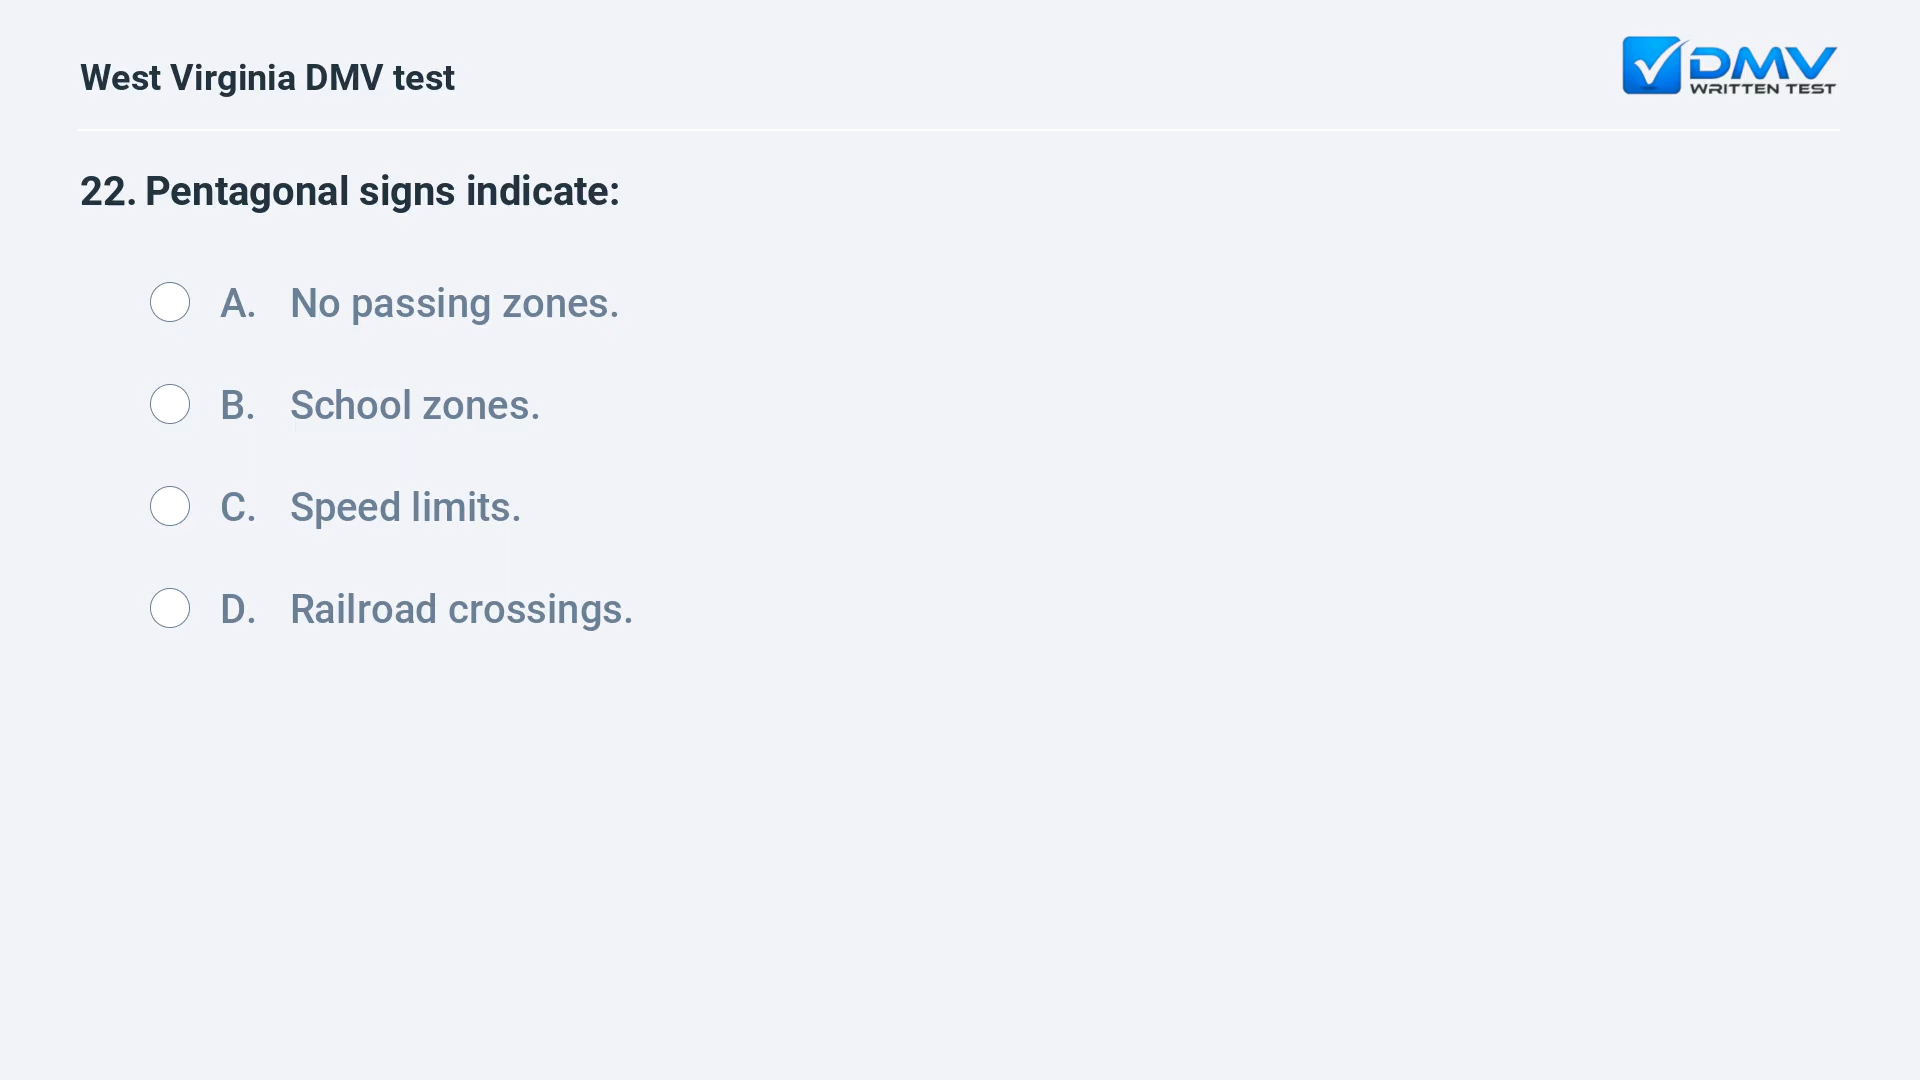 West Virginia DMV test
DMV
WRITTEN TEST
22. Pentagonal signs indicate:
A. No passing zones.
B. School zones.
C. Speed limits.
D. Railroad crossings.